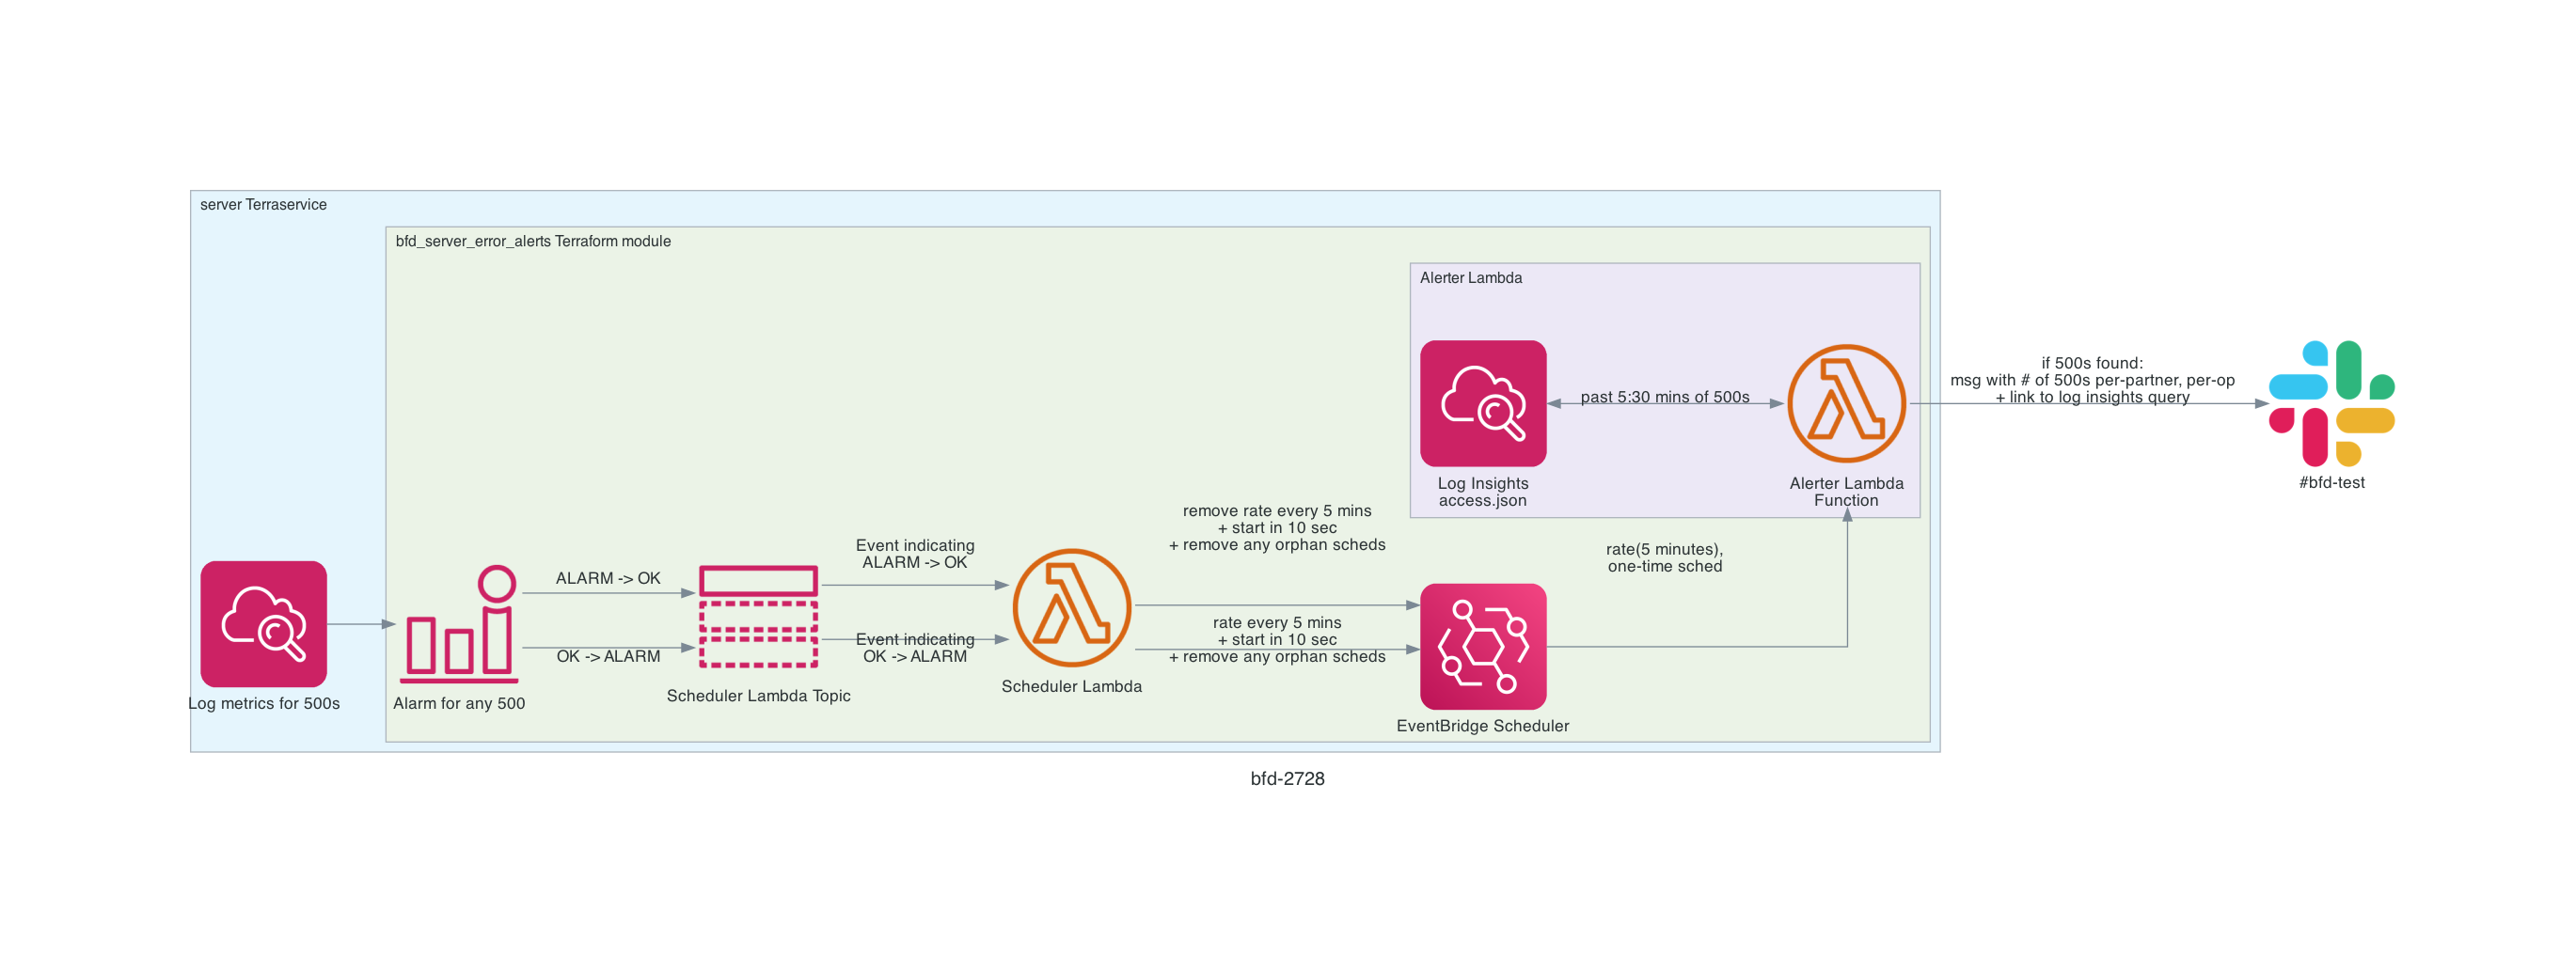 server Terraservice
bfd_server_error_alerts Terraform module
Alerter Lambda
Log Insights
access.json
past 5:30 mins of 500s
Alerter Lambda
Function
if 500s found:
msg with # of 500s per-partner, per-op
+ link to log insights query
#bfd-test
Log metrics for 500s
Alarm for any 500
ALARM -> OK
OK -> ALARM
Scheduler Lambda Topic
Event indicating
ALARM -> OK
Event indicating
OK -> ALARM
Scheduler Lambda
remove rate every 5 mins
+ start in 10 sec
+ remove any orphan scheds
rate every 5 mins
+ start in 10 sec
+ remove any orphan scheds
EventBridge Scheduler
rate(5 minutes),
one-time sched
bfd-2728